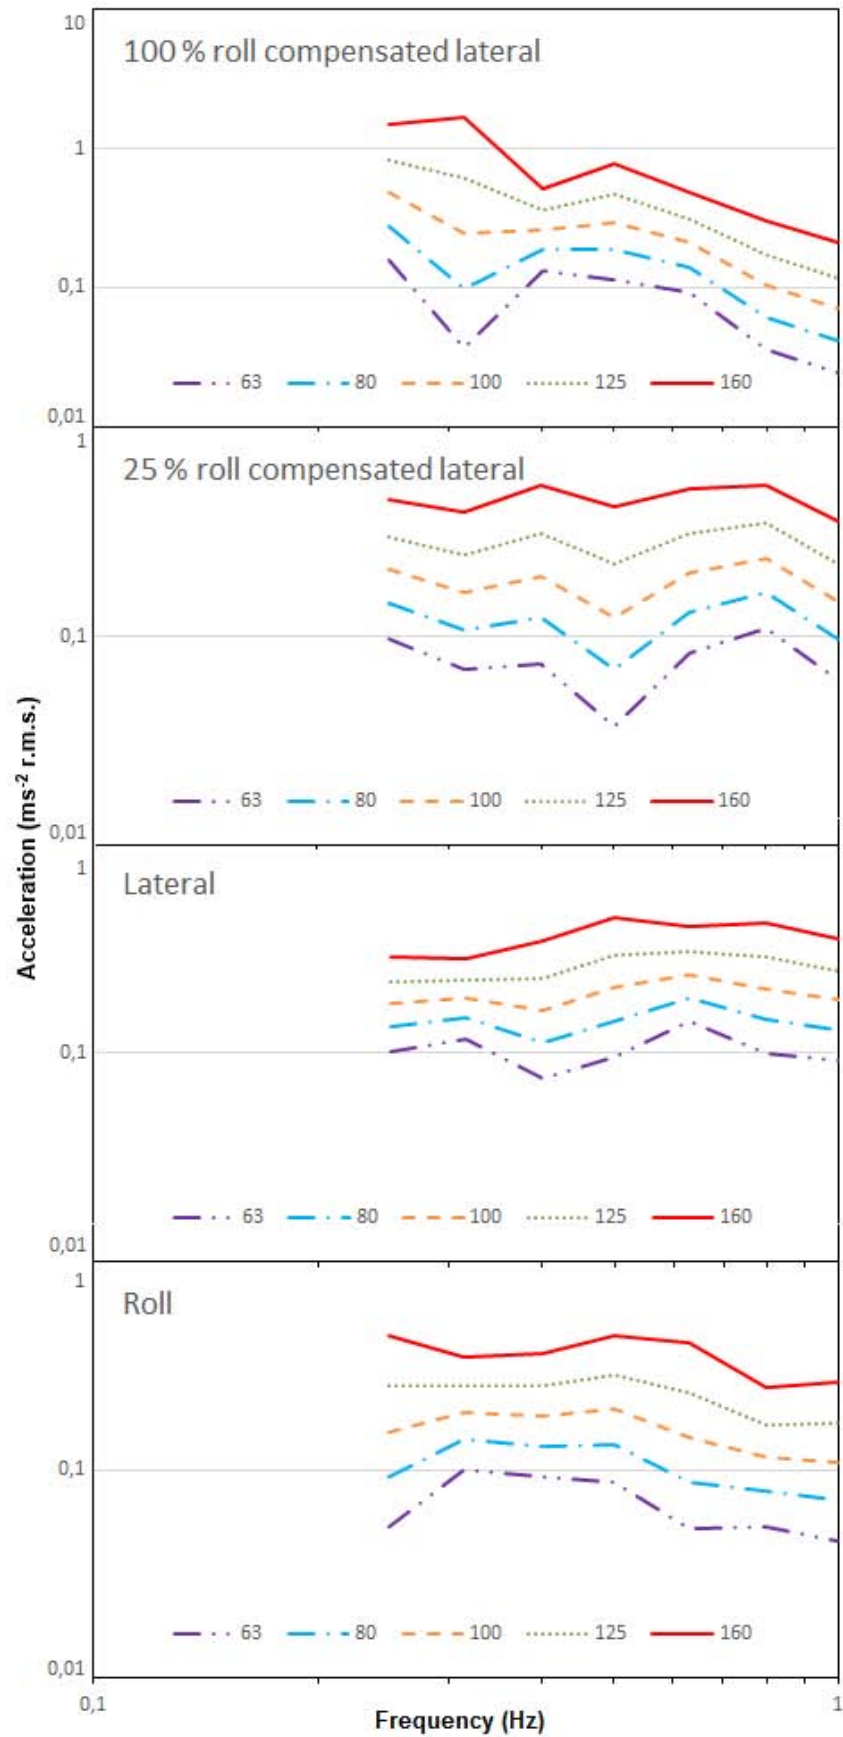 10
100 % roll compensated lateral
1
0,1
63 80 100 125 160
0,01
1
25 % roll compensated lateral
0,1
63 80 100 125 160
0,01
Acceleration (ms-2 r.m.s.)
1
Lateral
0,1
63 80 100 125 160
0,01
1
Roll
0,1
63 80 100 125 160
0,01
0,1 1
Frequency (Hz)